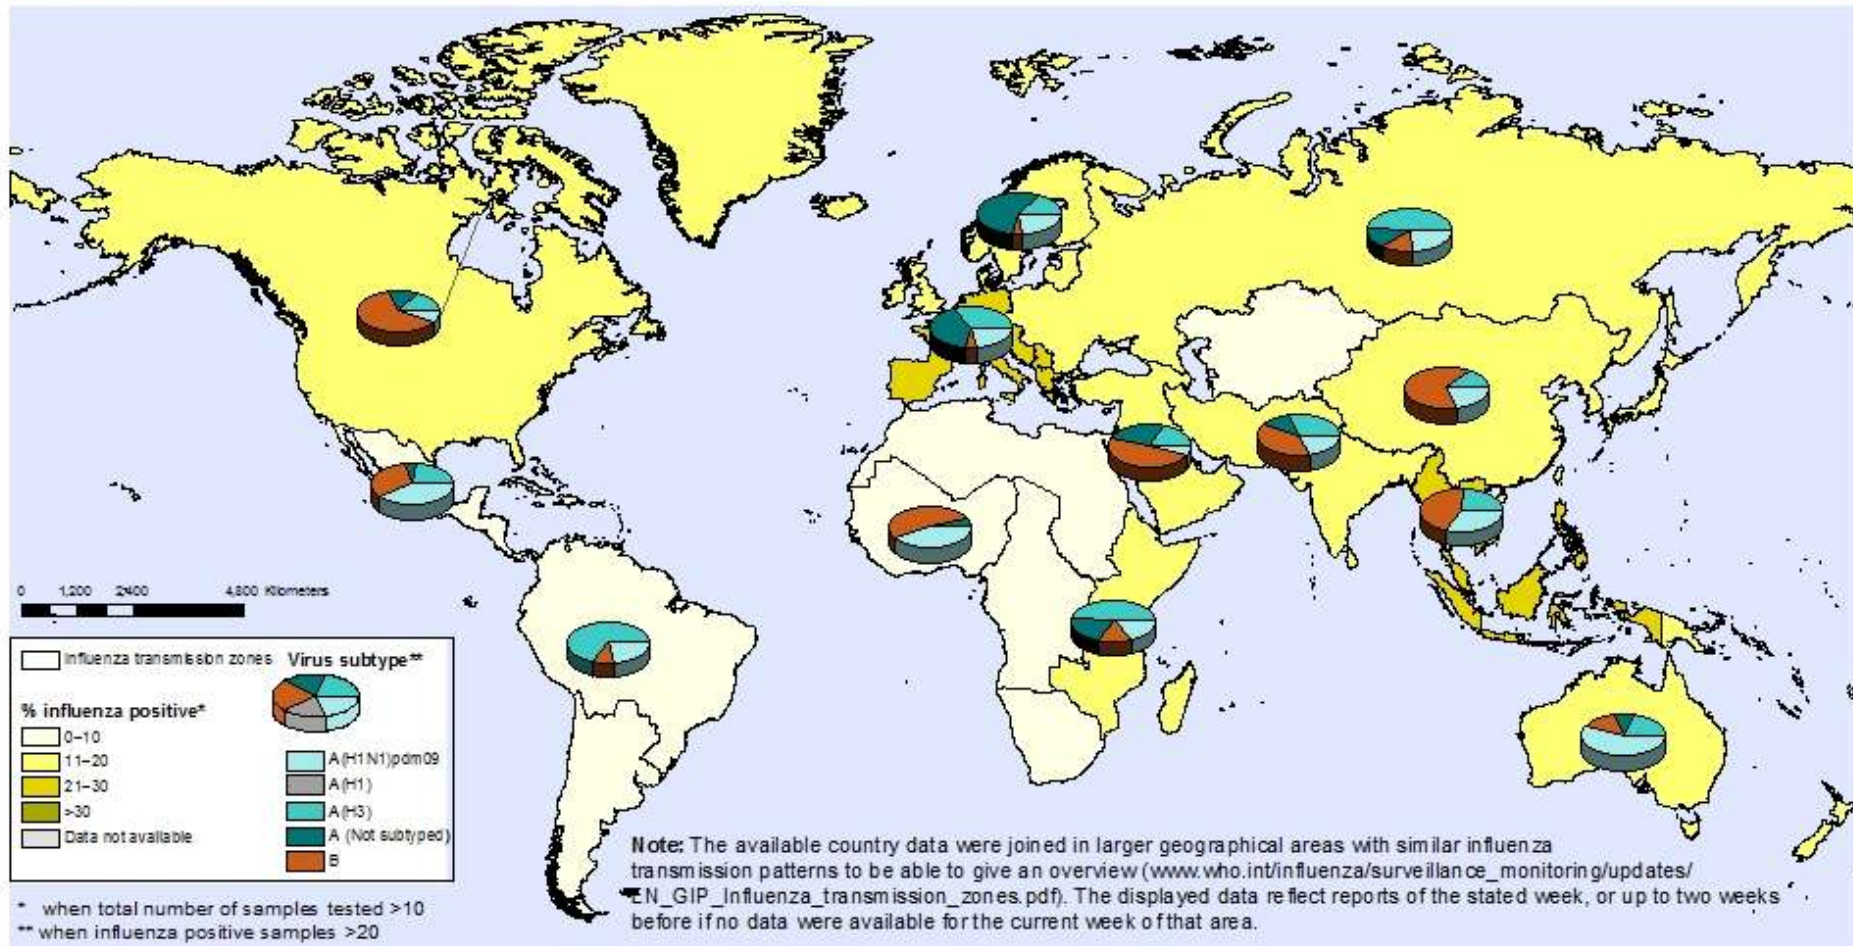 0 1,200 2,400 4,800 Kilometers
Influenza transmission zones
Virus subtype**
% influenza positive*
0–10
11–20
21–30
>30
Data not available
A(H1N1)pdm09
A(H1)
A(H3)
A (Not subtyped)
B
* when total number of samples tested >10
** when influenza positive samples >20
Note: The available country data were joined in larger geographical areas with similar influenza
transmission patterns to be able to give an overview (www.who.int/influenza/surveillance_monitoring/updates/
EN_GIP_Influenza_transmission_zones.pdf). The displayed data reflect reports of the stated week, or up to two weeks
before if no data were available for the current week of that area.